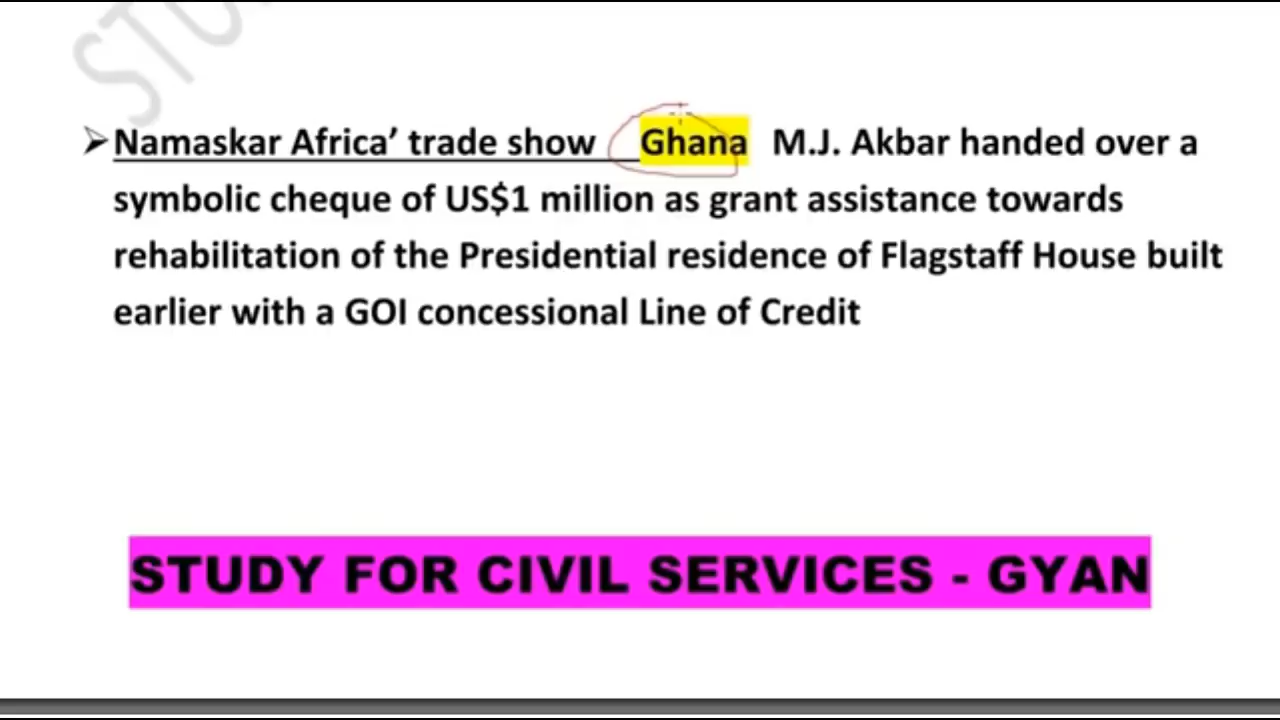 Namaskar Africa’ trade show Ghana M.J. Akbar handed over a
symbolic cheque of US$1 million as grant assistance towards
rehabilitation of the Presidential residence of Flagstaff House built
earlier with a GOI concessional Line of Credit
STUDY FOR CIVIL SERVICES - GYAN